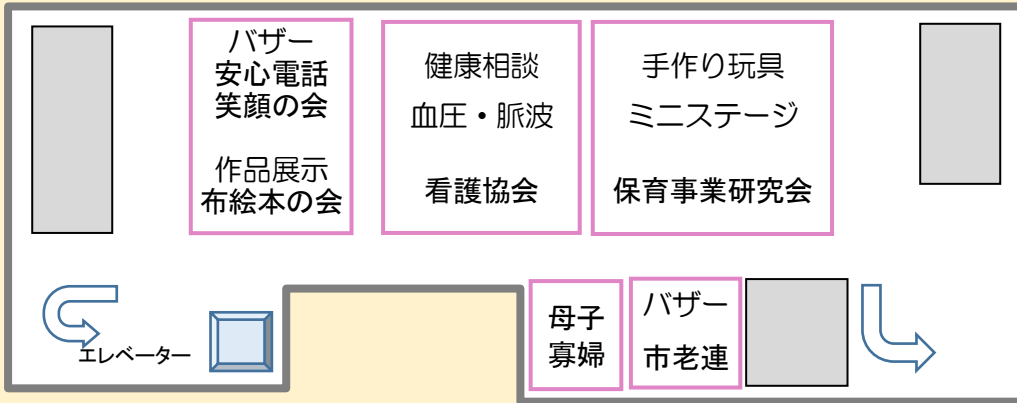 バザー
安心電話
笑顔の会
作品展示
布絵本の会
健康相談
血圧・脈波
看護協会
手作り玩具
ミニステージ
保育事業研究会
エレベーター
母子
寡婦
バザー
市老連